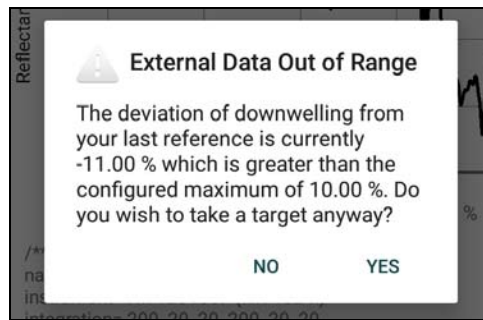 Reflectan
External Data Out of Range
The deviation of downwelling from
your last reference is currently
-11.00 % which is greater than the
configured maximum of 10.00 %. Do
you wish to take a target anyway?
%
/**
na
NO YES
ins